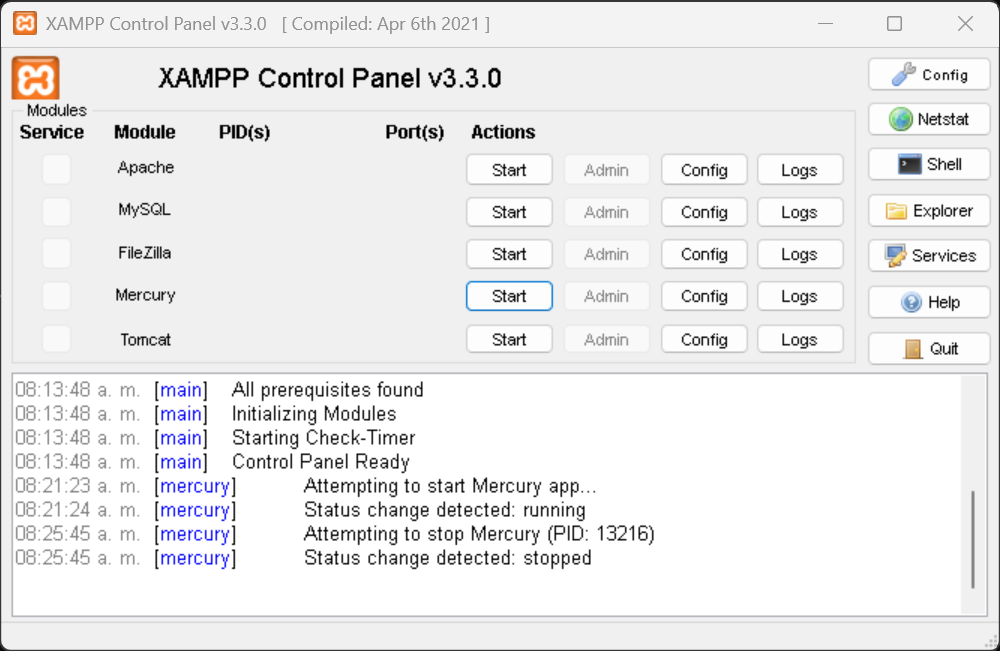 XAMPP Control Panel v3.3.0 [ Compiled: Apr 6th 2021 ]
XAMPP Control Panel v3.3.0
Config
Modules
Service Module PID(s) Port(s) Actions
Netstat
Apache Start Admin Config Logs
Shell
MySQL Start Admin Config Logs
Explorer
FileZilla Start Admin Config Logs
Services
Mercury Start Admin Config Logs
Help
Tomcat Start Admin Config Logs
Quit
08:13:48 a. m. [main] All prerequisites found
08:13:48 a. m. [main] Initializing Modules
08:13:48 a. m. [main] Starting Check-Timer
08:13:48 a. m. [main] Control Panel Ready
08:21:23 a. m. [mercury] Attempting to start Mercury app...
08:21:24 a. m. [mercury] Status change detected: running
08:25:45 a. m. [mercury] Attempting to stop Mercury (PID: 13216)
08:25:45 a. m. [mercury] Status change detected: stopped